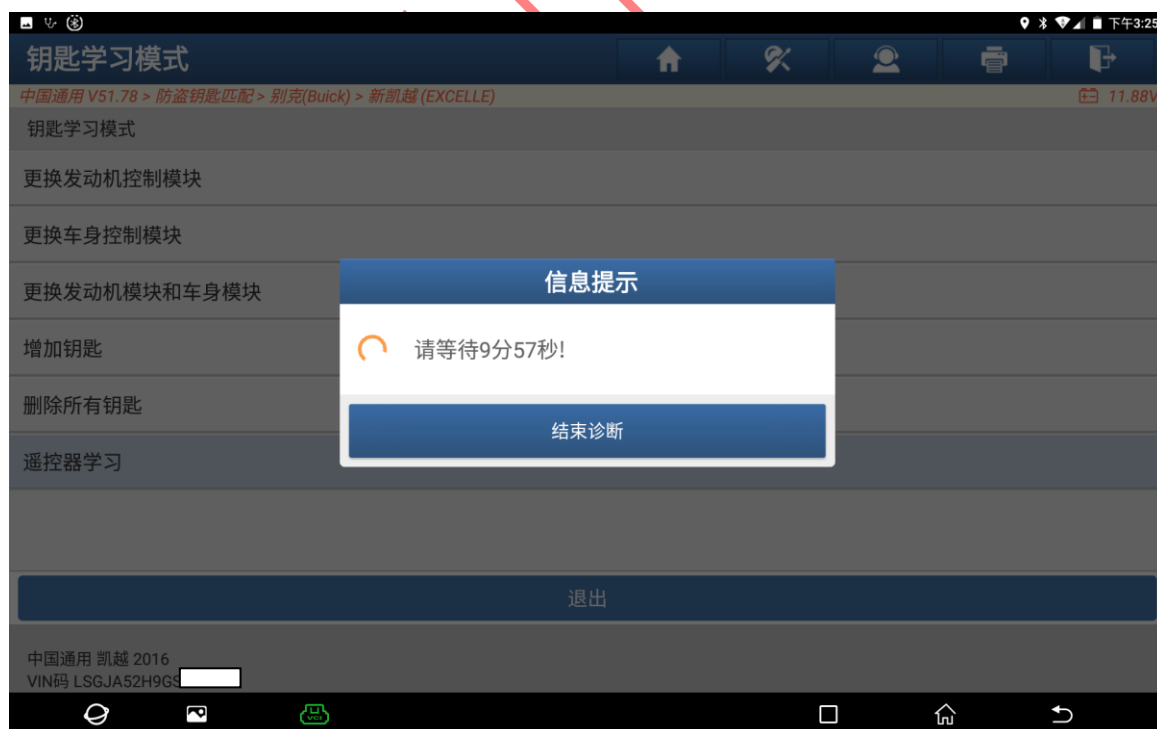 下午3:25
钥匙学习模式
中国通用 V51.78 > 防盗钥匙匹配 > 别克(Buick) > 新凯越 (EXCELLE)
11.88V
钥匙学习模式
更换发动机控制模块
更换车身控制模块
更换发动机模块和车身模块
增加钥匙
删除所有钥匙
遥控器学习
信息提示
请等待9分57秒!
结束诊断
退出
中国通用 凯越 2016
VIN码 LSGJA52H9GS
VCI